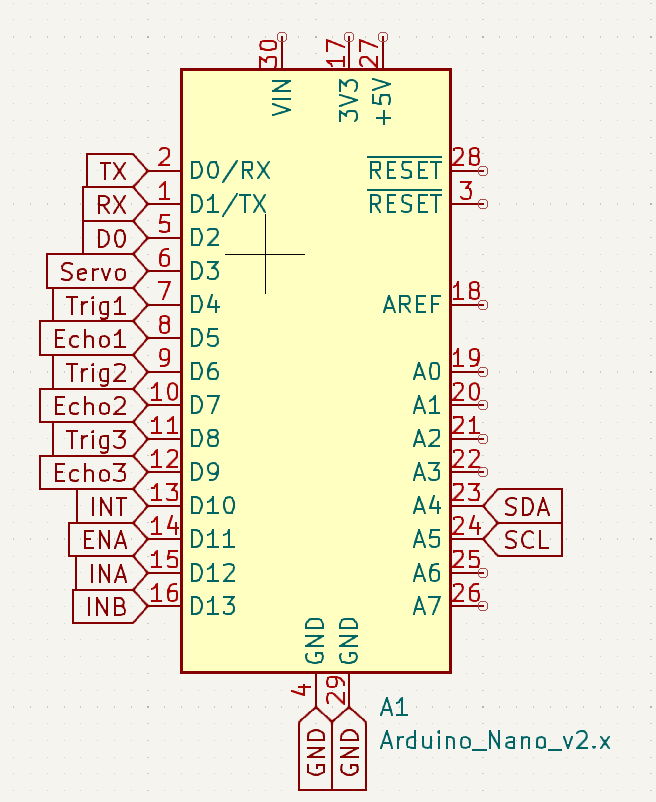 30 17 27
VIN 3V3 +5V
TX 2 D0/RX RESET 28
RX 1 D1/TX RESET 3
D0 5 D2
Servo 6 D3
Trig1 7 D4 AREF 18
Echo1 8 D5
Trig2 9 D6 A0 19
Echo2 10 D7 A1 20
Trig3 11 D8 A2 21
Echo3 12 D9 A3 22
INT 13 D10 A4 23 SDA
ENA 14 D11 A5 24 SCL
INA 15 D12 A6 25
INB 16 D13 A7 26
GND GND
4 29
A1
Arduino_Nano_v2.x
GND GND